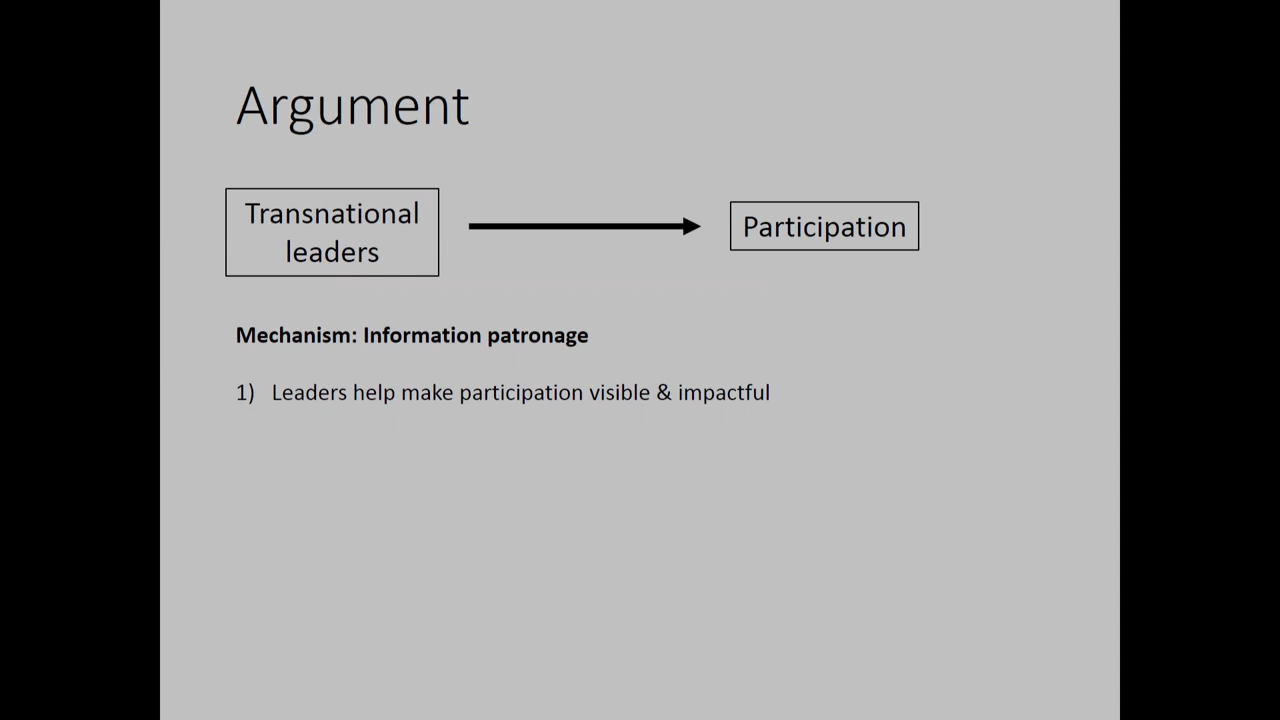 Argument
Transnational
leaders
Participation
Mechanism: Information patronage
1) Leaders help make participation visible & impactful